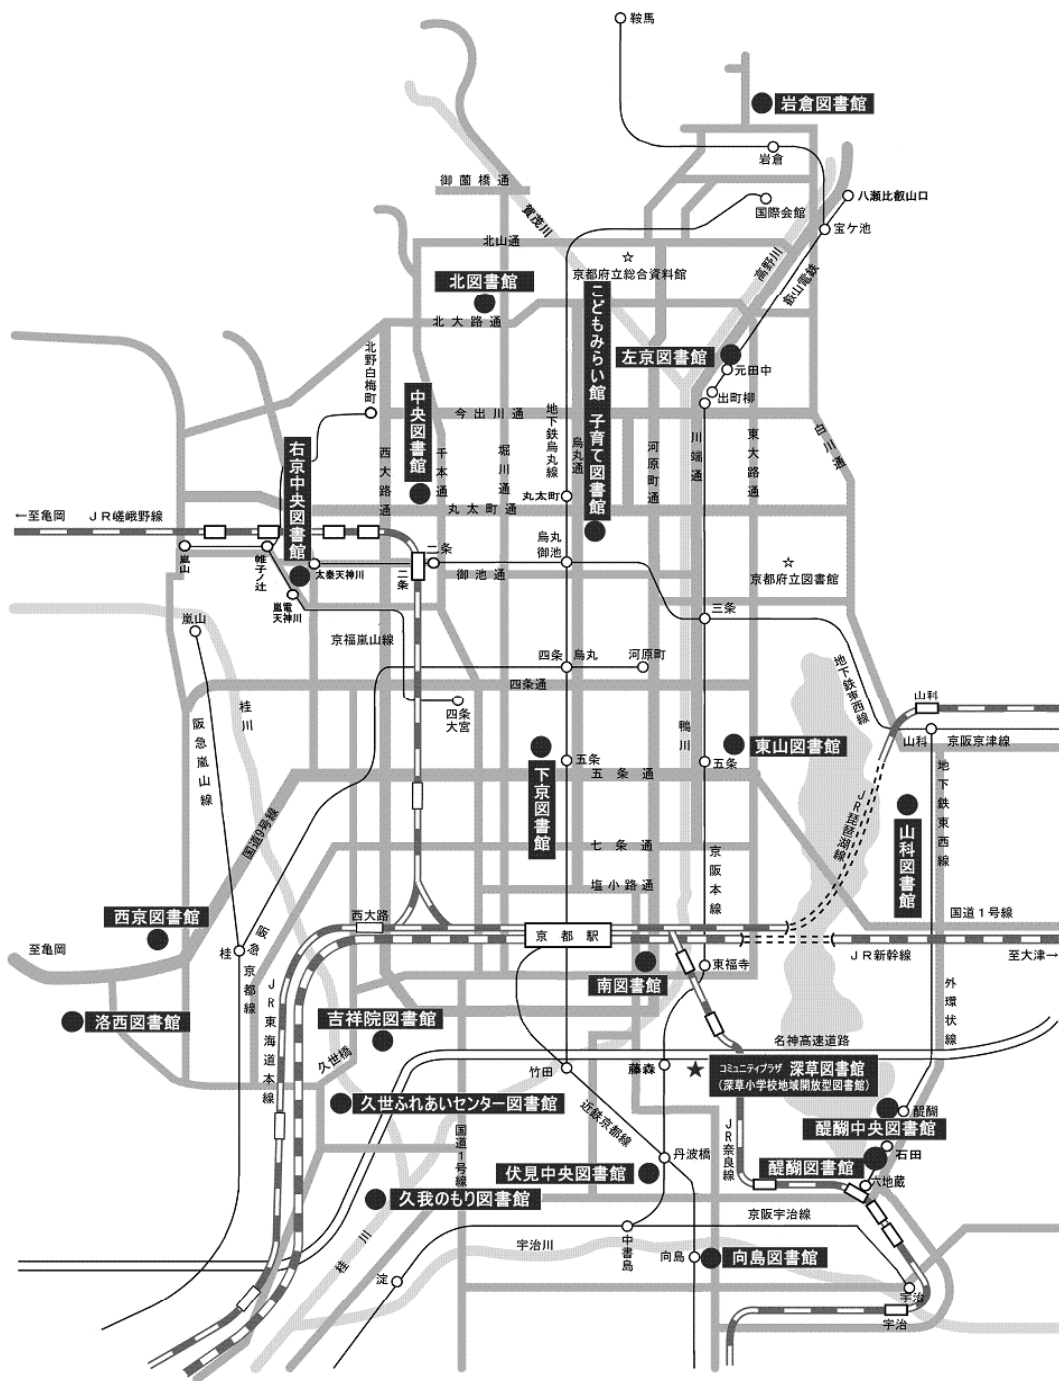 鞍馬
岩倉図書館
岩倉
御薗橋通
国際会館
八瀬比叡山口
賀茂川
宝ケ池
北山通
高野川
叡山電鉄
京都府立総合資料館
北図書館
こどもみらい館 子育て図書館
北大路通
左京図書館
元田中
北野白梅町
出町柳
中央図書館
今出川通
地下鉄烏丸線
烏丸通
河原町通
川端通
東大路通
白川通
右京中央図書館
西大路通
千本通
堀川通
丸太町
丸太町通
←至亀岡
JR嵯峨野線
烏丸
御池
二条
二条
嵐山
帷子ノ辻
太秦天神川
御池通
京都府立図書館
嵐電
天神川
三条
嵐山
京福嵐山線
四条
烏丸
河原町
地下鉄東西線
四条通
山科
桂川
四条
大宮
鴨川
阪急嵐山線
東山図書館
山科
京阪京津線
五条
五条
五条通
下京図書館
地下鉄東西線
JR琵琶湖線
国道9号線
山科図書館
七条通
京阪本線
塩小路通
西京図書館
西大路
京都駅
国道1号線
至亀岡
桂
阪急京都線
JR新幹線
至大津→
東福寺
南図書館
外環状線
洛西図書館
JR東海道本線
吉祥院図書館
久世橋
名神高速道路
竹田
藤森
★
コミュニティプラザ 深草図書館
(深草小学校地域開放型図書館)
久世ふれあいセンター図書館
近鉄京都線
醍醐
国道1号線
JR奈良線
醍醐中央図書館
丹波橋
石田
伏見中央図書館
醍醐図書館
六地蔵
久我のもり図書館
京阪宇治線
桂川
宇治川
中書島
向島
向島図書館
淀
宇治
宇治